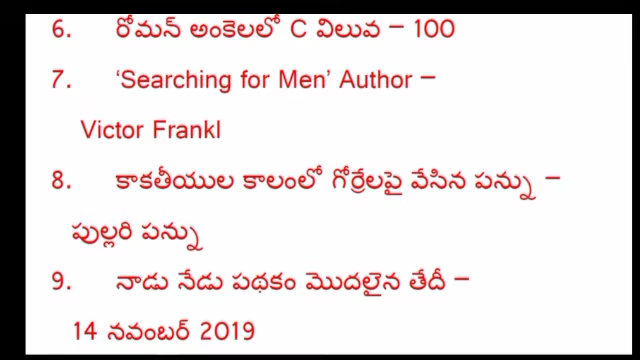 6. రోమన్ అంకెలలో C విలువ – 100
7. ‘Searching for Men’ Author –
Victor Frankl
8. కాకతీయుల కాలంలో గోర్రేలపై వేసిన పన్ను –
పుల్లరి పన్ను
9. నాడు నేడు పథకం మొదలైన తేదీ –
14 నవంబర్ 2019